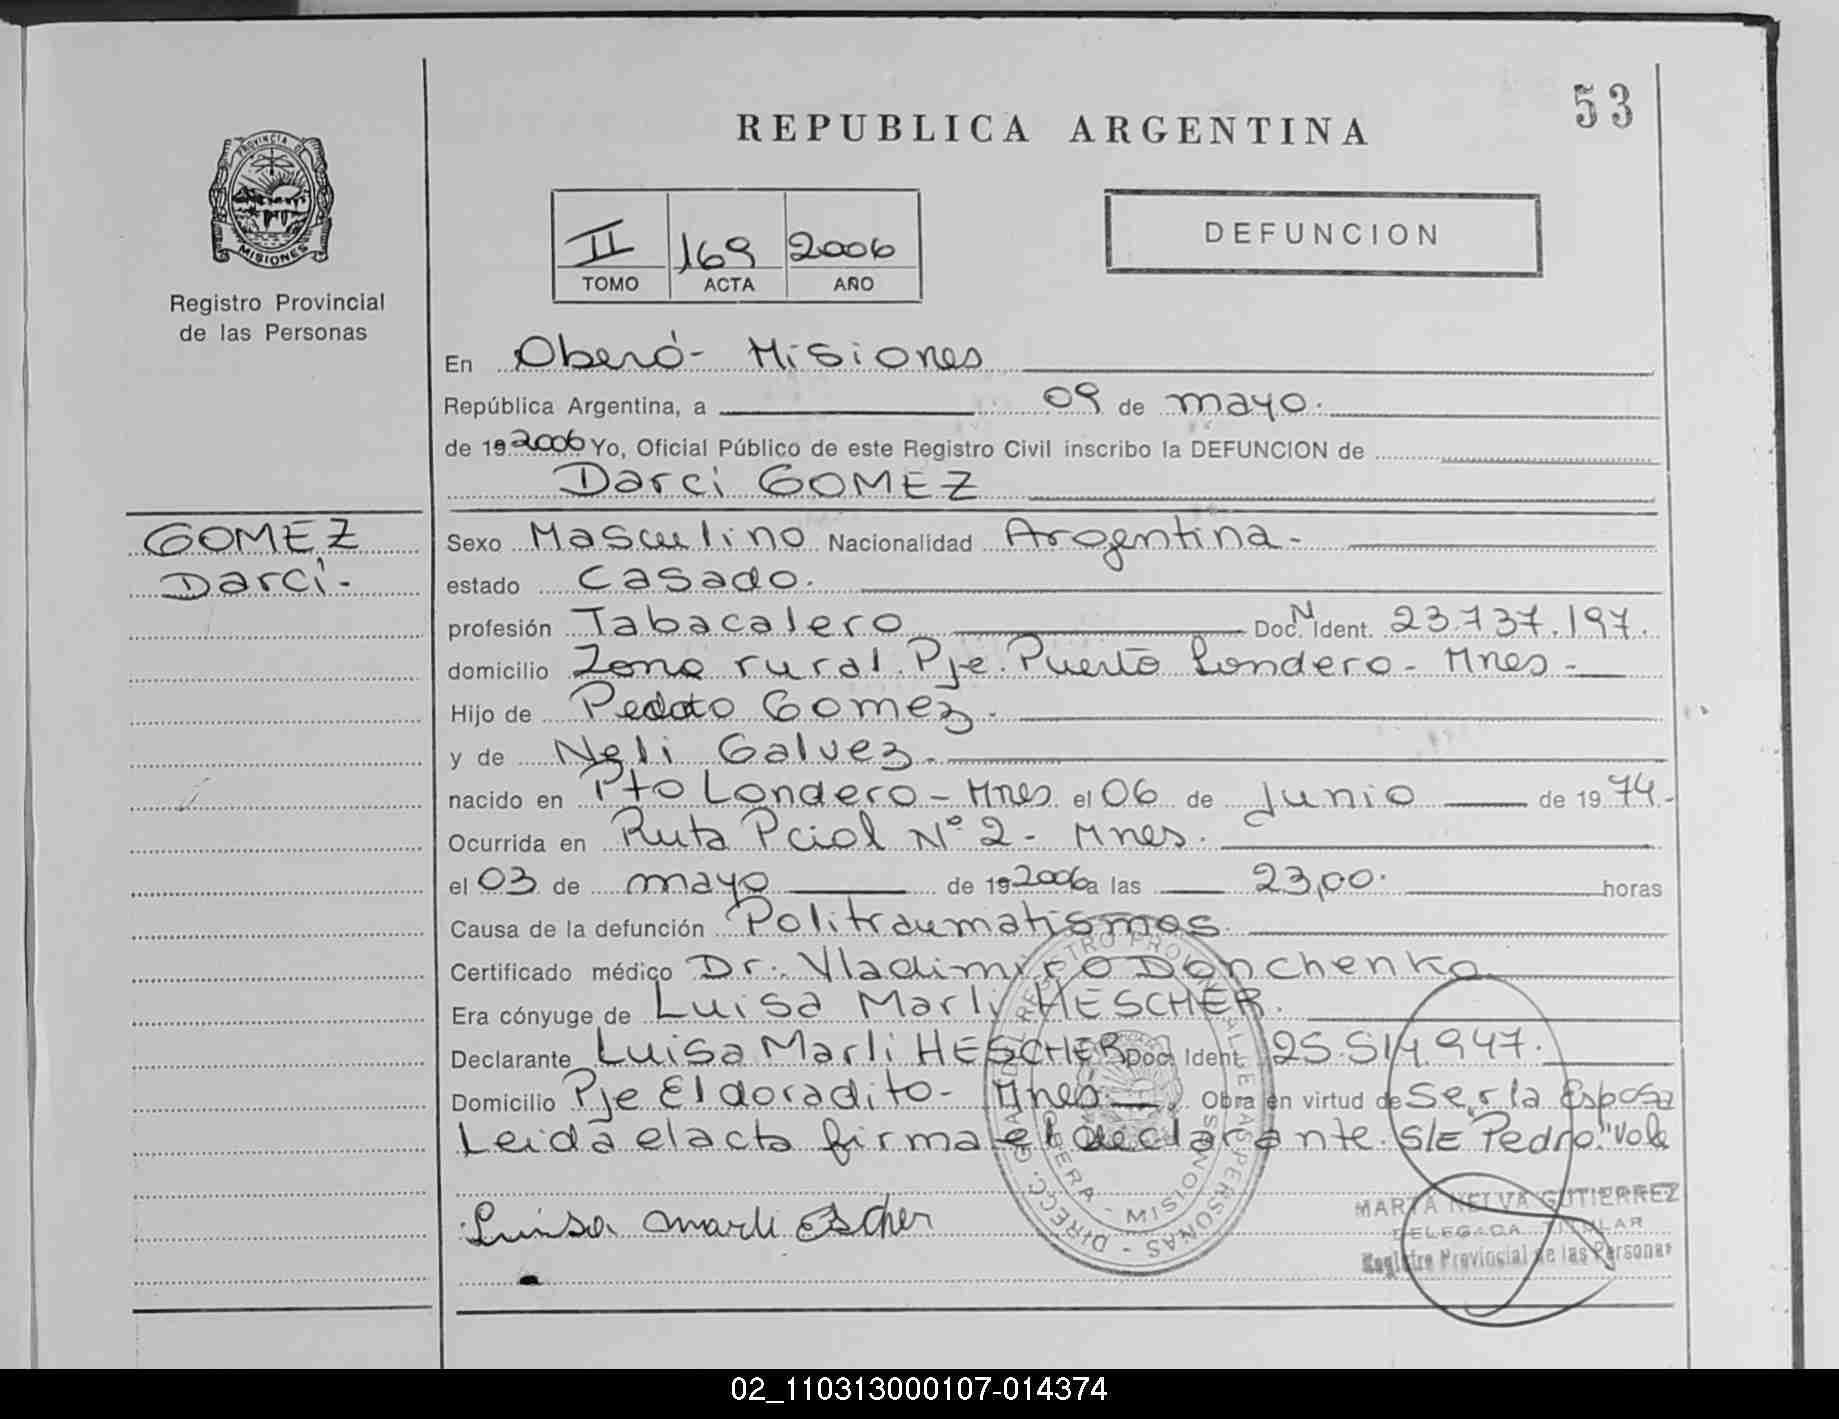 53
REPUBLICA ARGENTINA
PROVINCIA DE
MISIONES
Registro Provincial
de las Personas
II 169 2006
TOMO ACTA AÑO
DEFUNCION
En Oberó - Misiones
República Argentina, a 09 de mayo.
de 19 2006 Yo, Oficial Público de este Registro Civil inscribo la DEFUNCION de
Darci GOMEZ
GOMEZ
Darci -
Sexo Masculino Nacionalidad Argentina -
estado Casado.
profesión Tabacalero Doc. N Ident. 23.737.197.
domicilio Zona rural. Pje. Puerto Londero - Mnes -
Hijo de Gomez -
y de Neli Galvez -
nacido en Pto Londero - Mnes el 06 de Junio de 19 74.-
Ocurrida en Ruta Pcial Nº 2 - Mnes.
el 03 de mayo de 19 2006 a las 23,00. horas
Causa de la defunción Politraumatismos.
Certificado médico Dr. Vladimiro Donchenko
Era cónyuge de Luisa Marli HESCHER.
Declarante Luisa Marli HESCHER Doc. Ident. 25.514.947.
Domicilio Pje Eldoradito - Mnes - Obra en virtud de Ser la Esposa
Leida el acta firma el declarante. S/E Pedro." Vale
Luisa Marli Escher
MARTA NELVA GUTIERREZ
DELEGADA TITULAR
Registro Provincial de las Personas
02_110313000107-014374